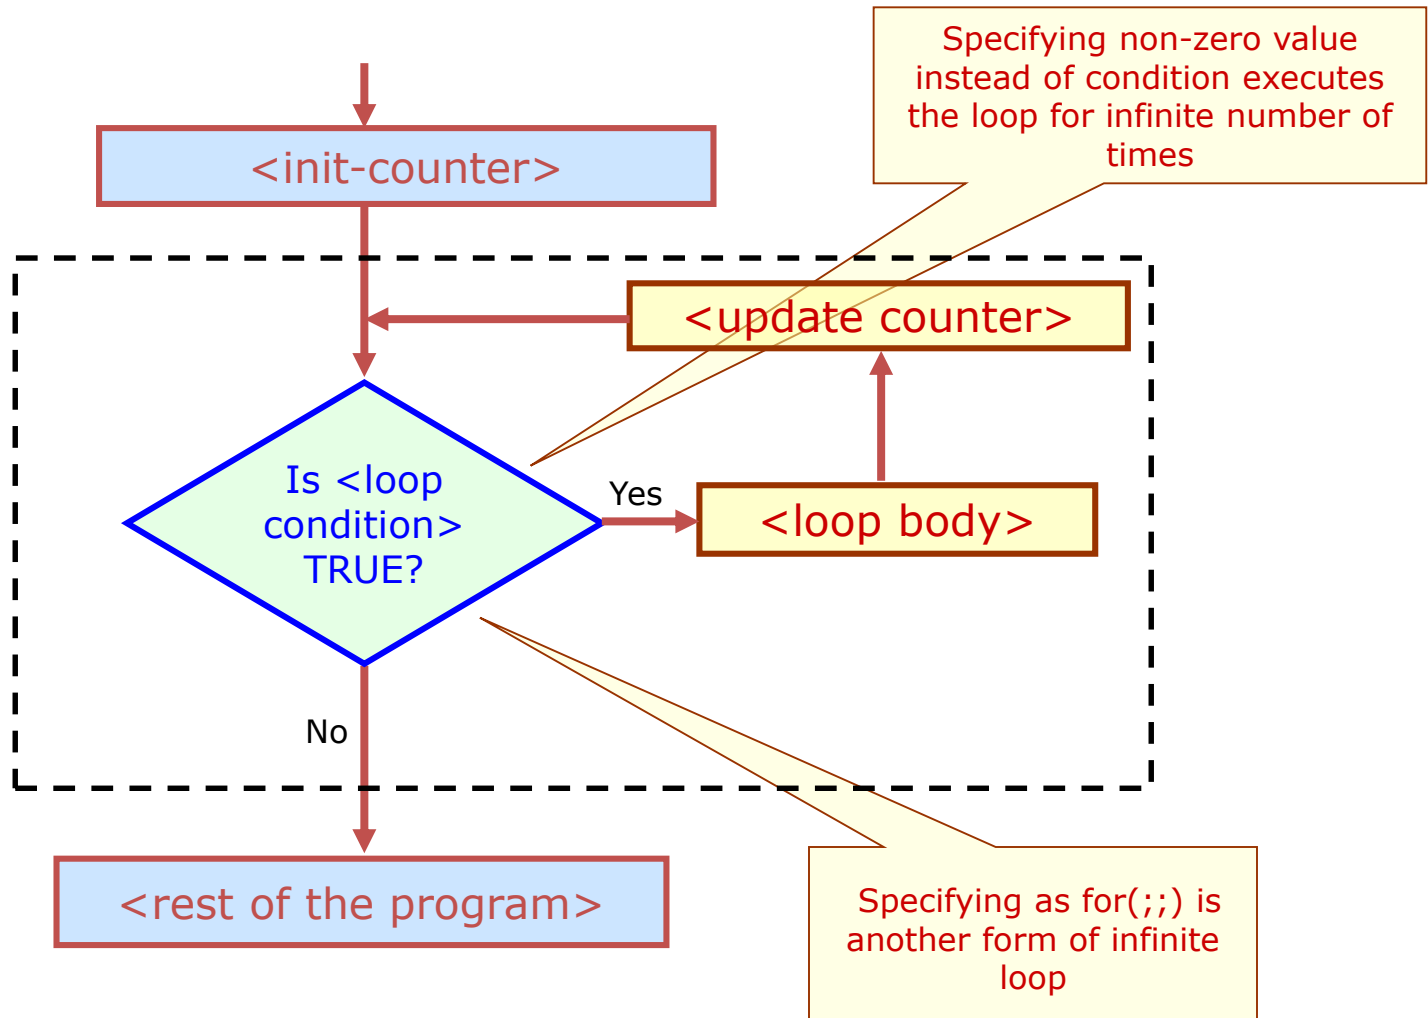 Specifying non-zero value
instead of condition executes
the loop for infinite number of
times
<init-counter>
<update counter>
Is <loop
condition>
TRUE?
Yes
<loop body>
No
<rest of the program>
Specifying as for(;;) is
another form of infinite
loop